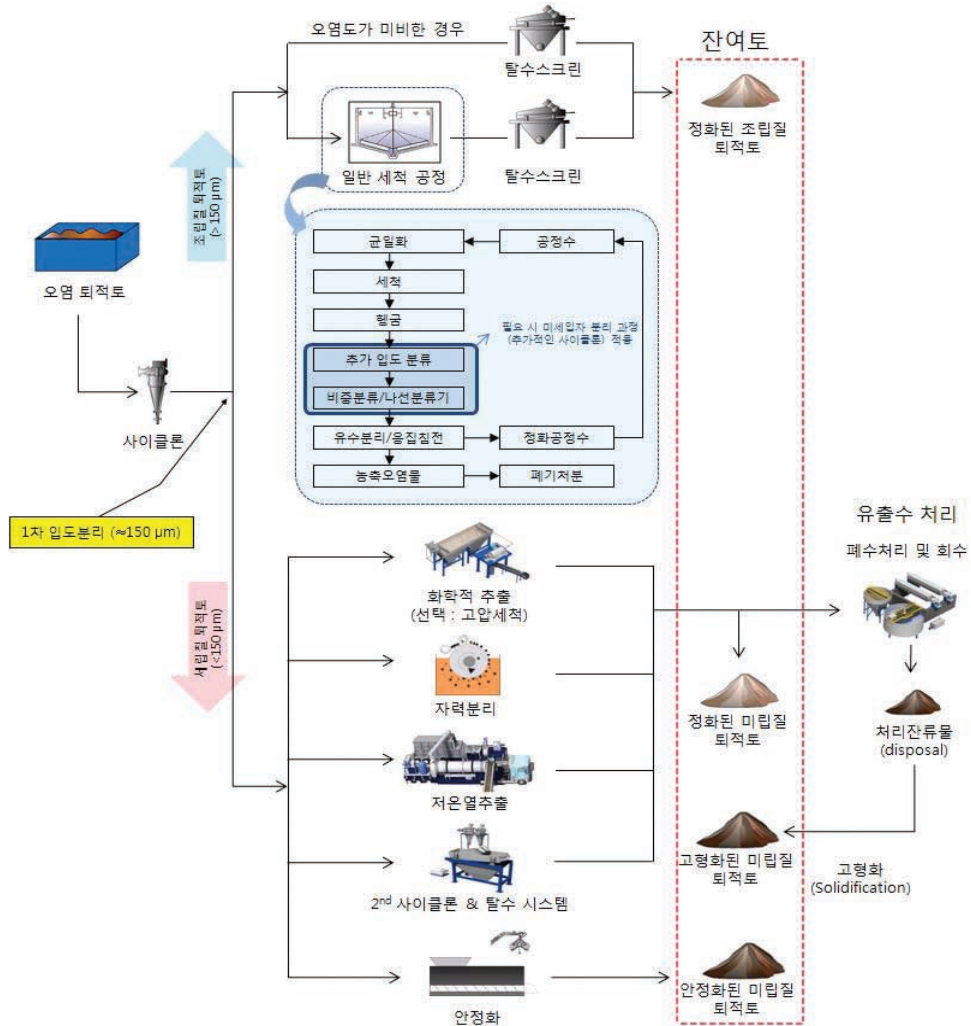 오염도가 미비한 경우
탈수스크린
잔여토
정화된 조립질
퇴적토
일반 세척 공정
탈수스크린
조립질 퇴적토
(> 150 μm)
오염 퇴적토
균일화
공정수
세척
헹굼
필요 시 미세입자 분리 과정
(추가적인 사이클론) 적용
추가 입도 분류
비중분류/나선분류기
사이클론
유수분리/응집침전
정화공정수
농축오염물
폐기처분
1차 입도분리 (≈150 μm)
유출수 처리
폐수처리 및 회수
화학적 추출
(선택 : 고압세척)
세립질 퇴적토
(<150 μm)
자력분리
정화된 미립질
퇴적토
처리잔류물
(disposal)
저온열추출
고형화된 미립질
퇴적토
고형화
(Solidification)
2nd 사이클론 & 탈수 시스템
안정화
안정화된 미립질
퇴적토